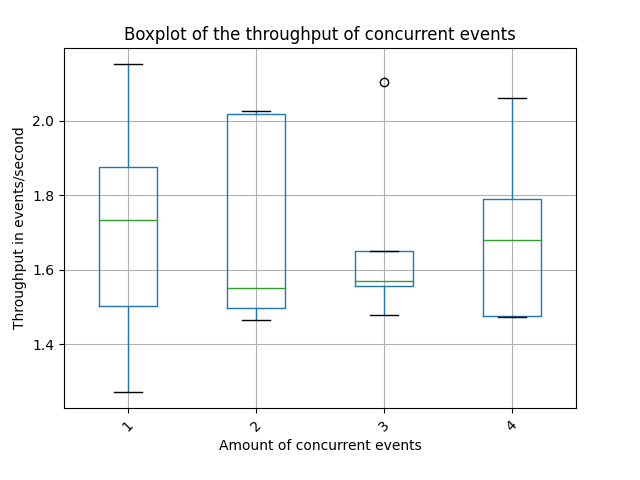 Boxplot of the throughput of concurrent events
Throughput in events/second
2.0
1.8
1.6
1.4
1 2 3 4
Amount of concurrent events